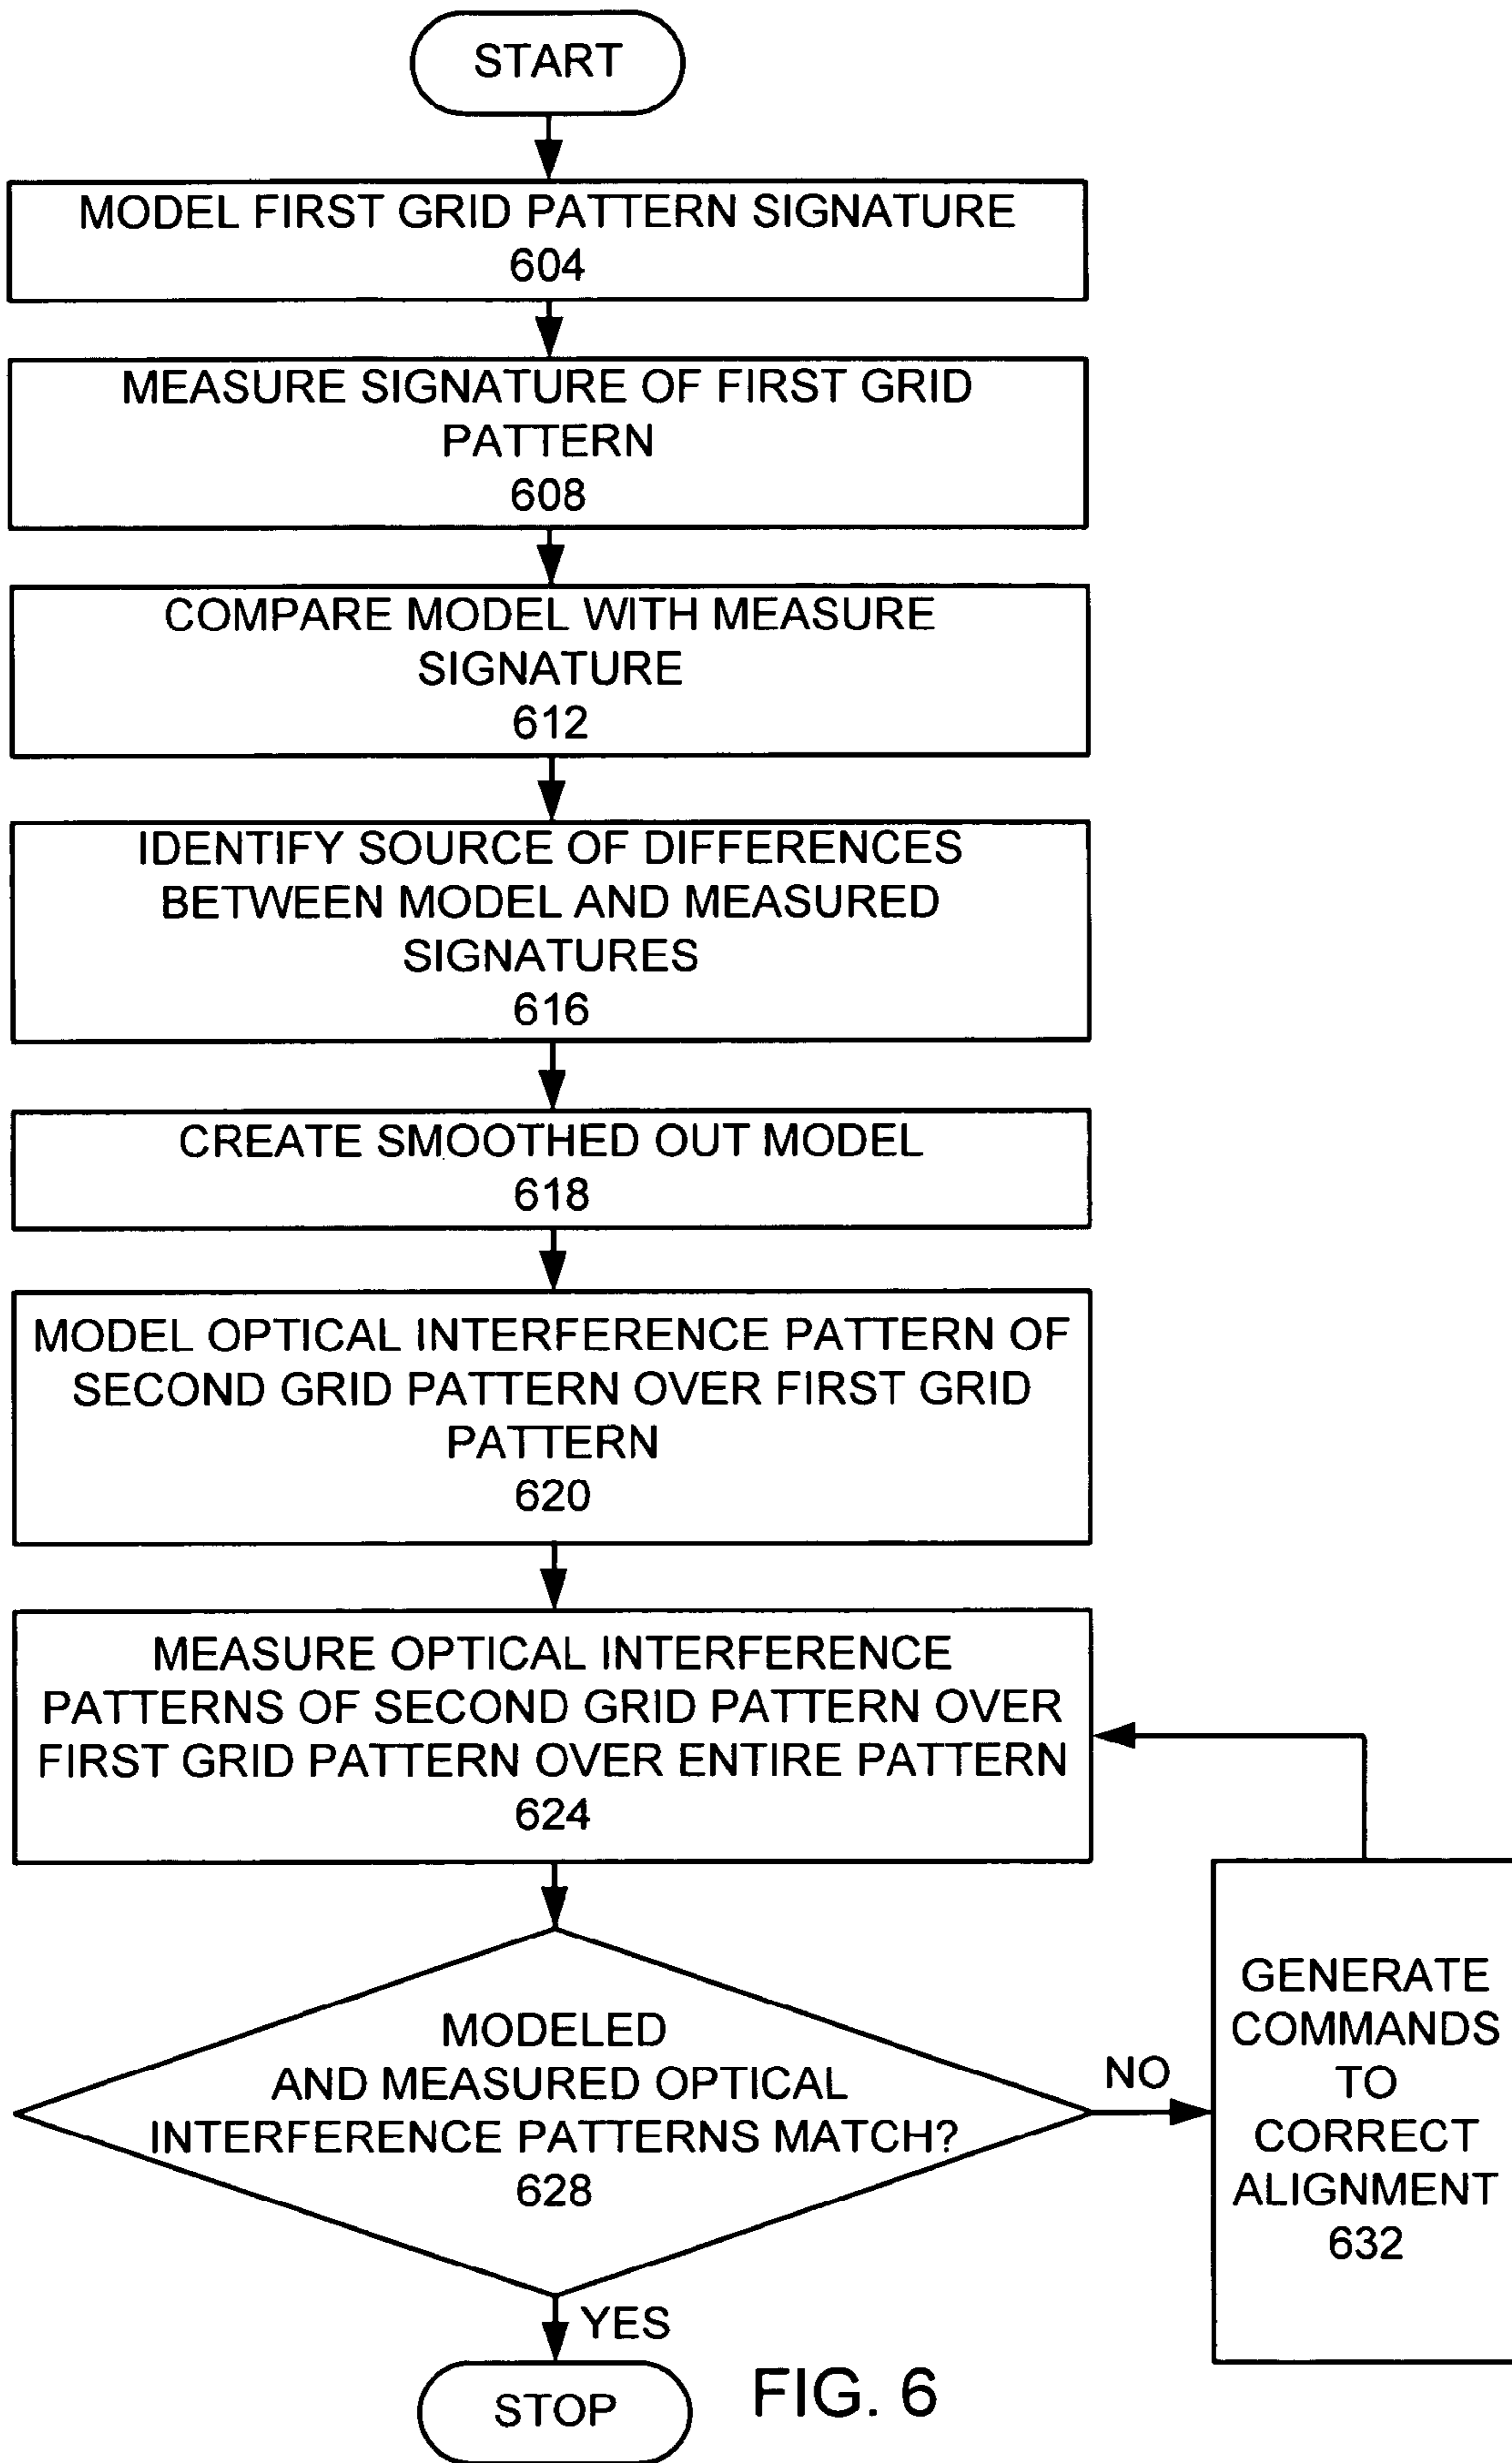 START
MODEL FIRST GRID PATTERN SIGNATURE
604
MEASURE SIGNATURE OF FIRST GRID
PATTERN
608
COMPARE MODEL WITH MEASURE
SIGNATURE
612
IDENTIFY SOURCE OF DIFFERENCES
BETWEEN MODEL AND MEASURED
SIGNATURES
616
CREATE SMOOTHED OUT MODEL
618
MODEL OPTICAL INTERFERENCE PATTERN OF
SECOND GRID PATTERN OVER FIRST GRID
PATTERN
620
MEASURE OPTICAL INTERFERENCE
PATTERNS OF SECOND GRID PATTERN OVER
FIRST GRID PATTERN OVER ENTIRE PATTERN
624
MODELED
AND MEASURED OPTICAL
INTERFERENCE PATTERNS MATCH?
628
NO
GENERATE
COMMANDS
TO
CORRECT
ALIGNMENT
632
YES
STOP
FIG. 6